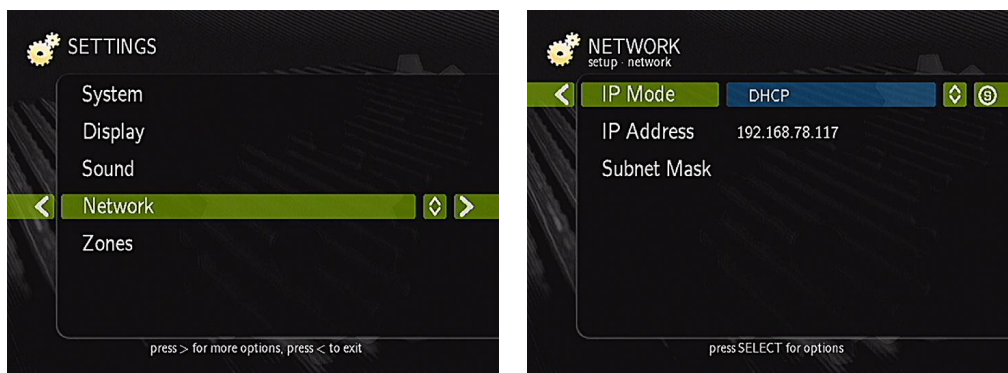 SETTINGS
System
Display
Sound
Network
Zones
press > for more options, press < to exit
NETWORK
setup - network
IP Mode DHCP S
IP Address 192.168.78.117
Subnet Mask
press SELECT for options